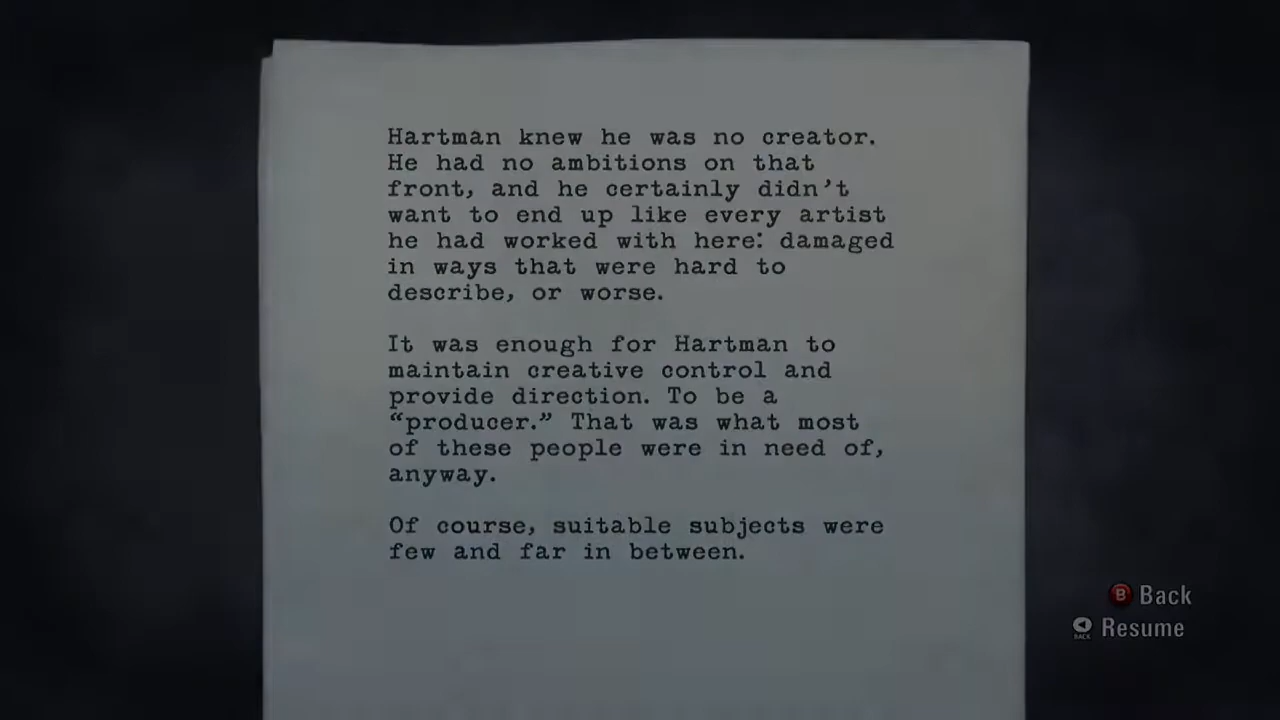 Hartman knew he was no creator.
He had no ambitions on that
front, and he certainly didn't
want to end up like every artist
he had worked with here: damaged
in ways that were hard to
describe, or worse.
It was enough for Hartman to
maintain creative control and
provide direction. To be a
“producer.” That was what most
of these people were in need of,
anyway.
Of course, suitable subjects were
few and far in between.
B Back
BACK Resume